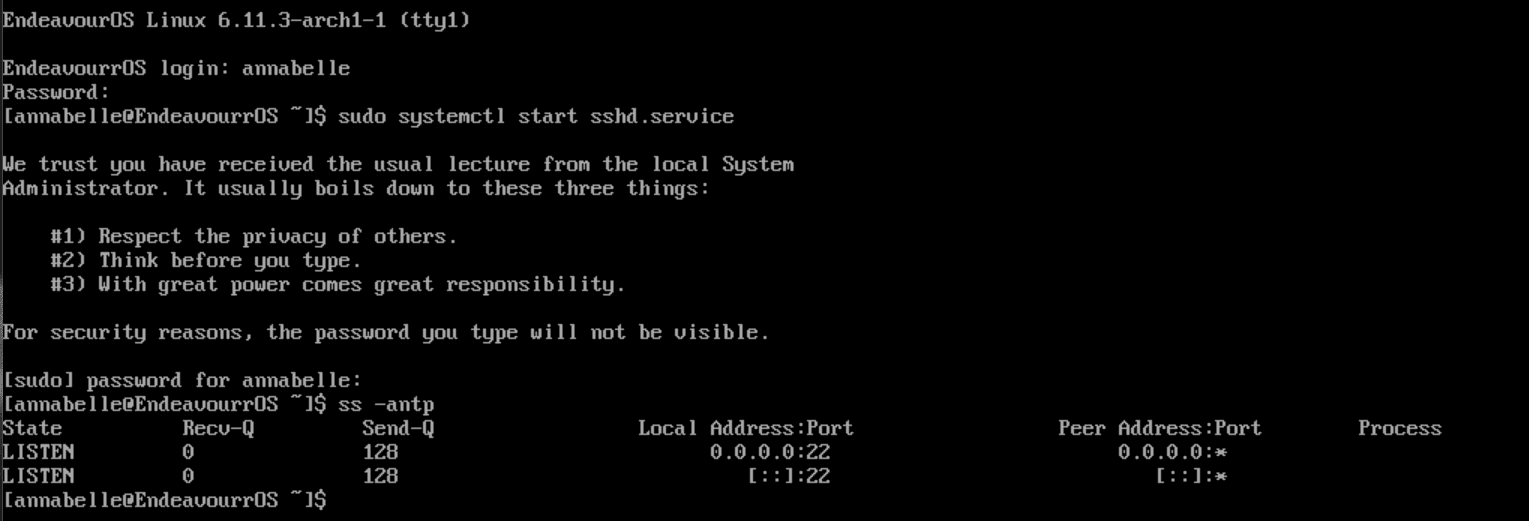 EndeavourOS Linux 6.11.3-arch1-1 (tty1)
EndeavourrOS login: annabelle
Password:
[annabelle@EndeavourrOS ~]$ sudo systemctl start sshd.service
We trust you have received the usual lecture from the local System
Administrator. It usually boils down to these three things:
#1) Respect the privacy of others.
#2) Think before you type.
#3) With great power comes great responsibility.
For security reasons, the password you type will not be visible.
[sudo] password for annabelle:
[annabelle@EndeavourrOS ~]$ ss -antp
State Recv-Q Send-Q Local Address:Port Peer Address:Port Process
LISTEN 0 128 0.0.0.0:22 0.0.0.0:*
LISTEN 0 128 [::]:22 [::]:*
[annabelle@EndeavourrOS ~]$